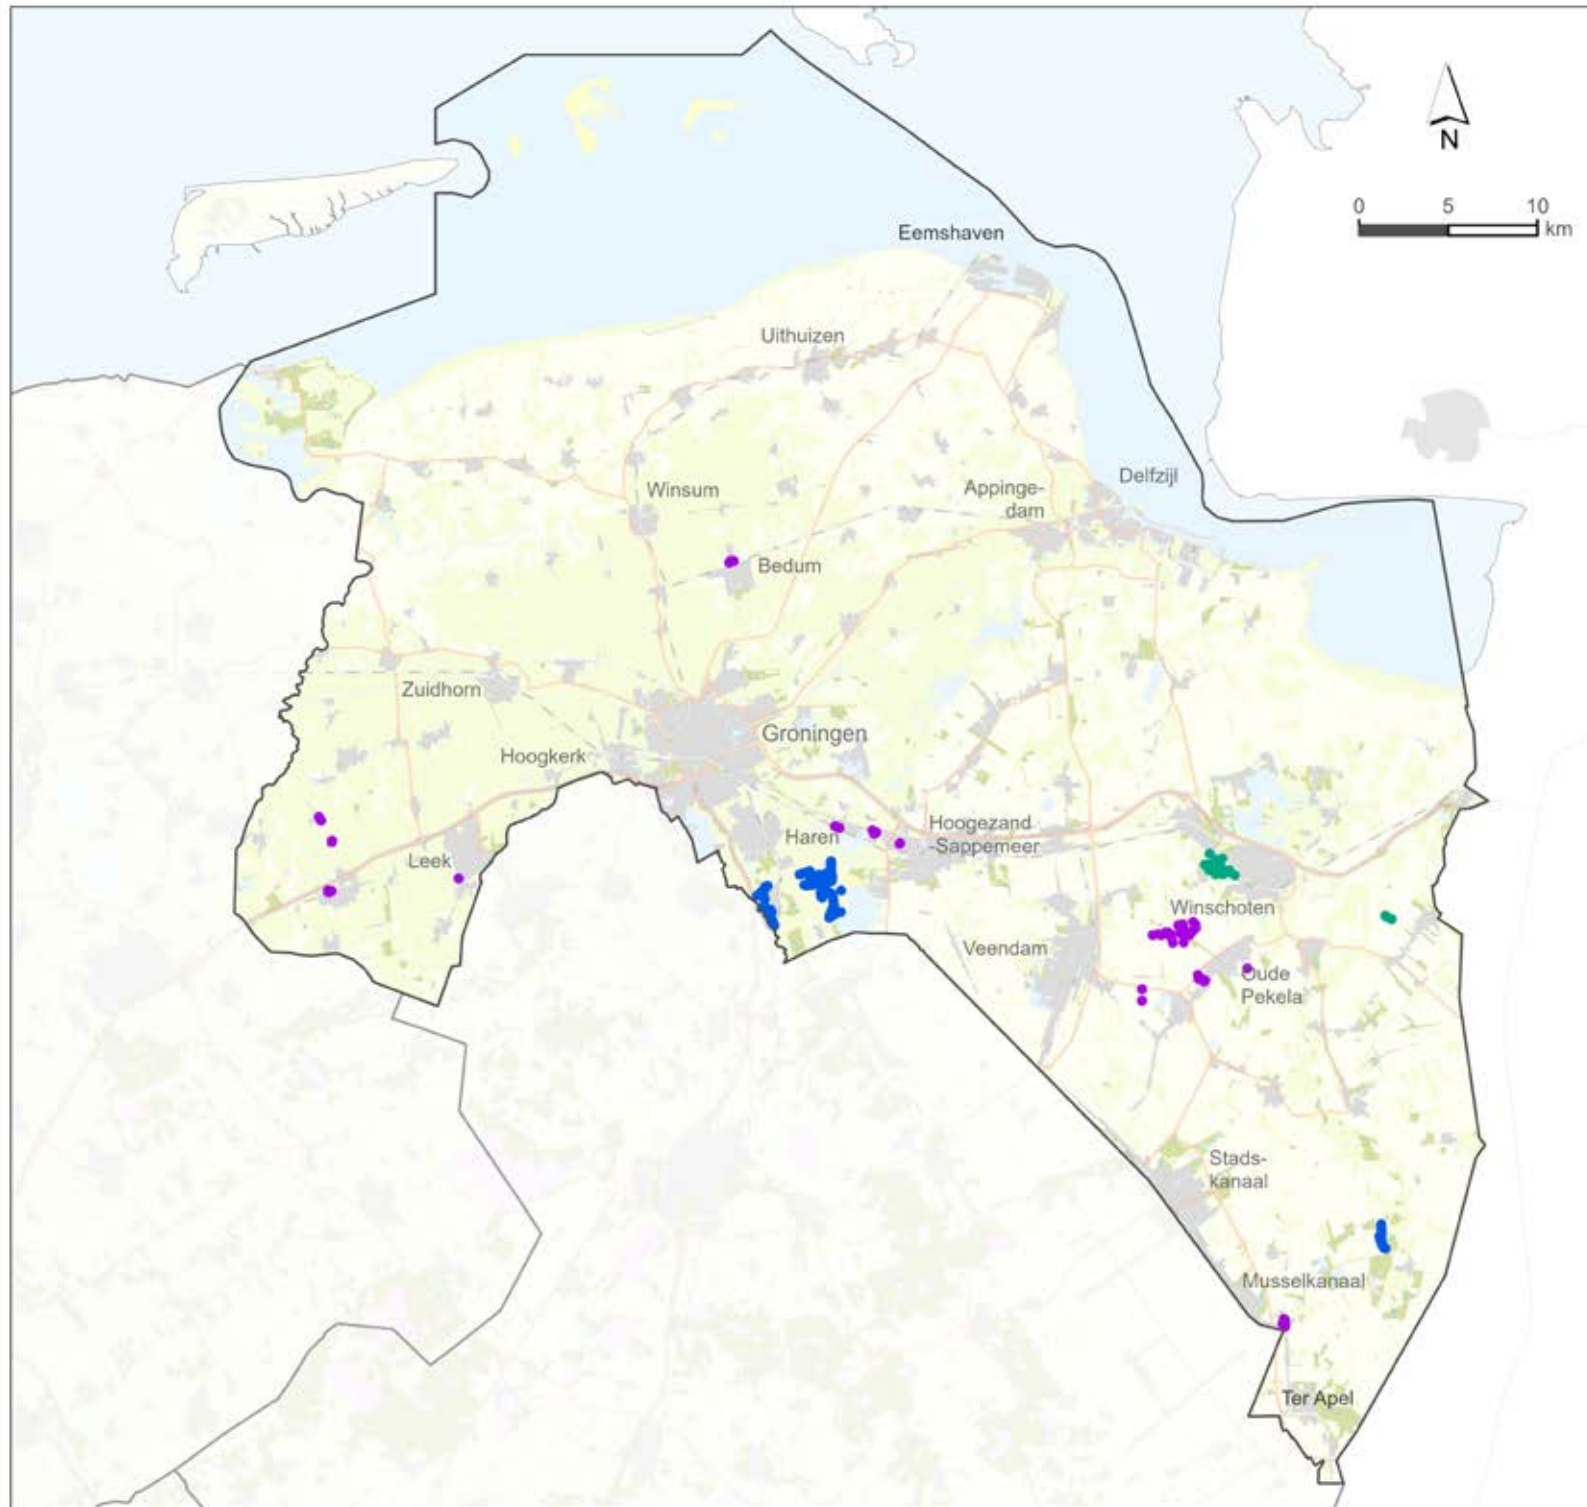 N
0 5 10
km
Eemshaven
Uithuizen
Winsum
Delfzijl
Appinge-
dam
Bedum
Zuidhorn
Groningen
Hoogkerk
Haren
Hoogezand
-Sappemeer
Leek
Winschoten
Veendam
Oude
Pekela
Stads-
kanaal
Musselkanaal
Ter Apel